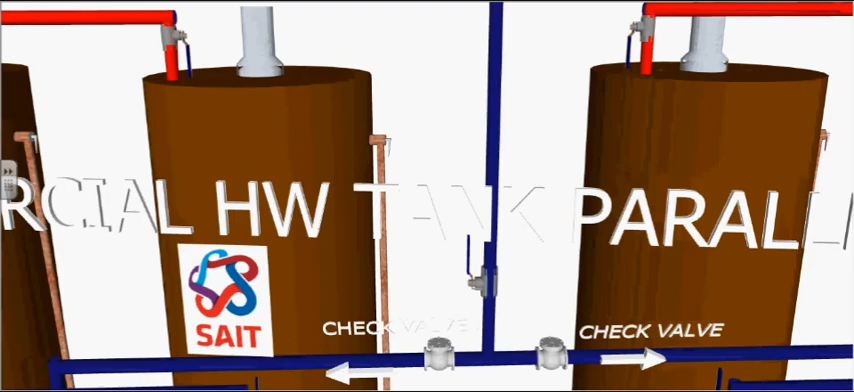 RCIAL HW TANK PARALL
SAIT
CHECK VALVE
CHECK VALVE